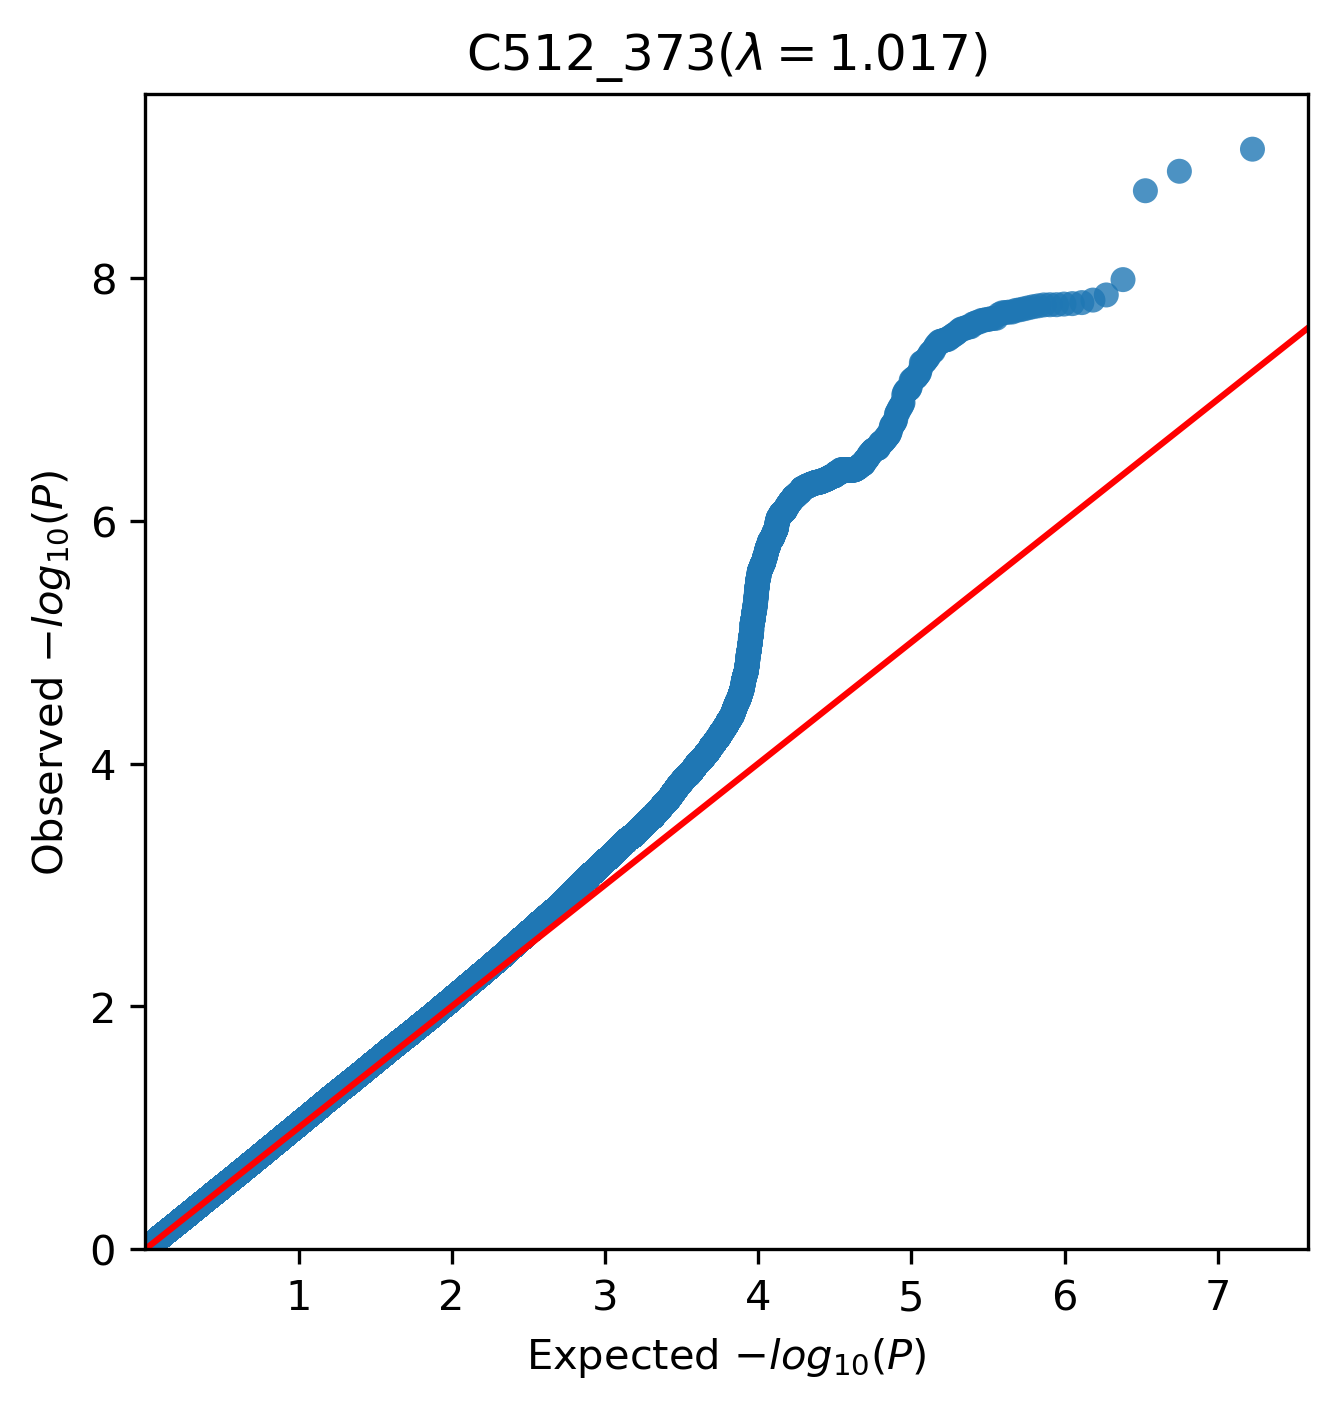 C512_373(λ = 1.017)
Observed −log₁₀(P)
8
6
4
2
0
1 2 3 4 5 6 7
Expected −log₁₀(P)